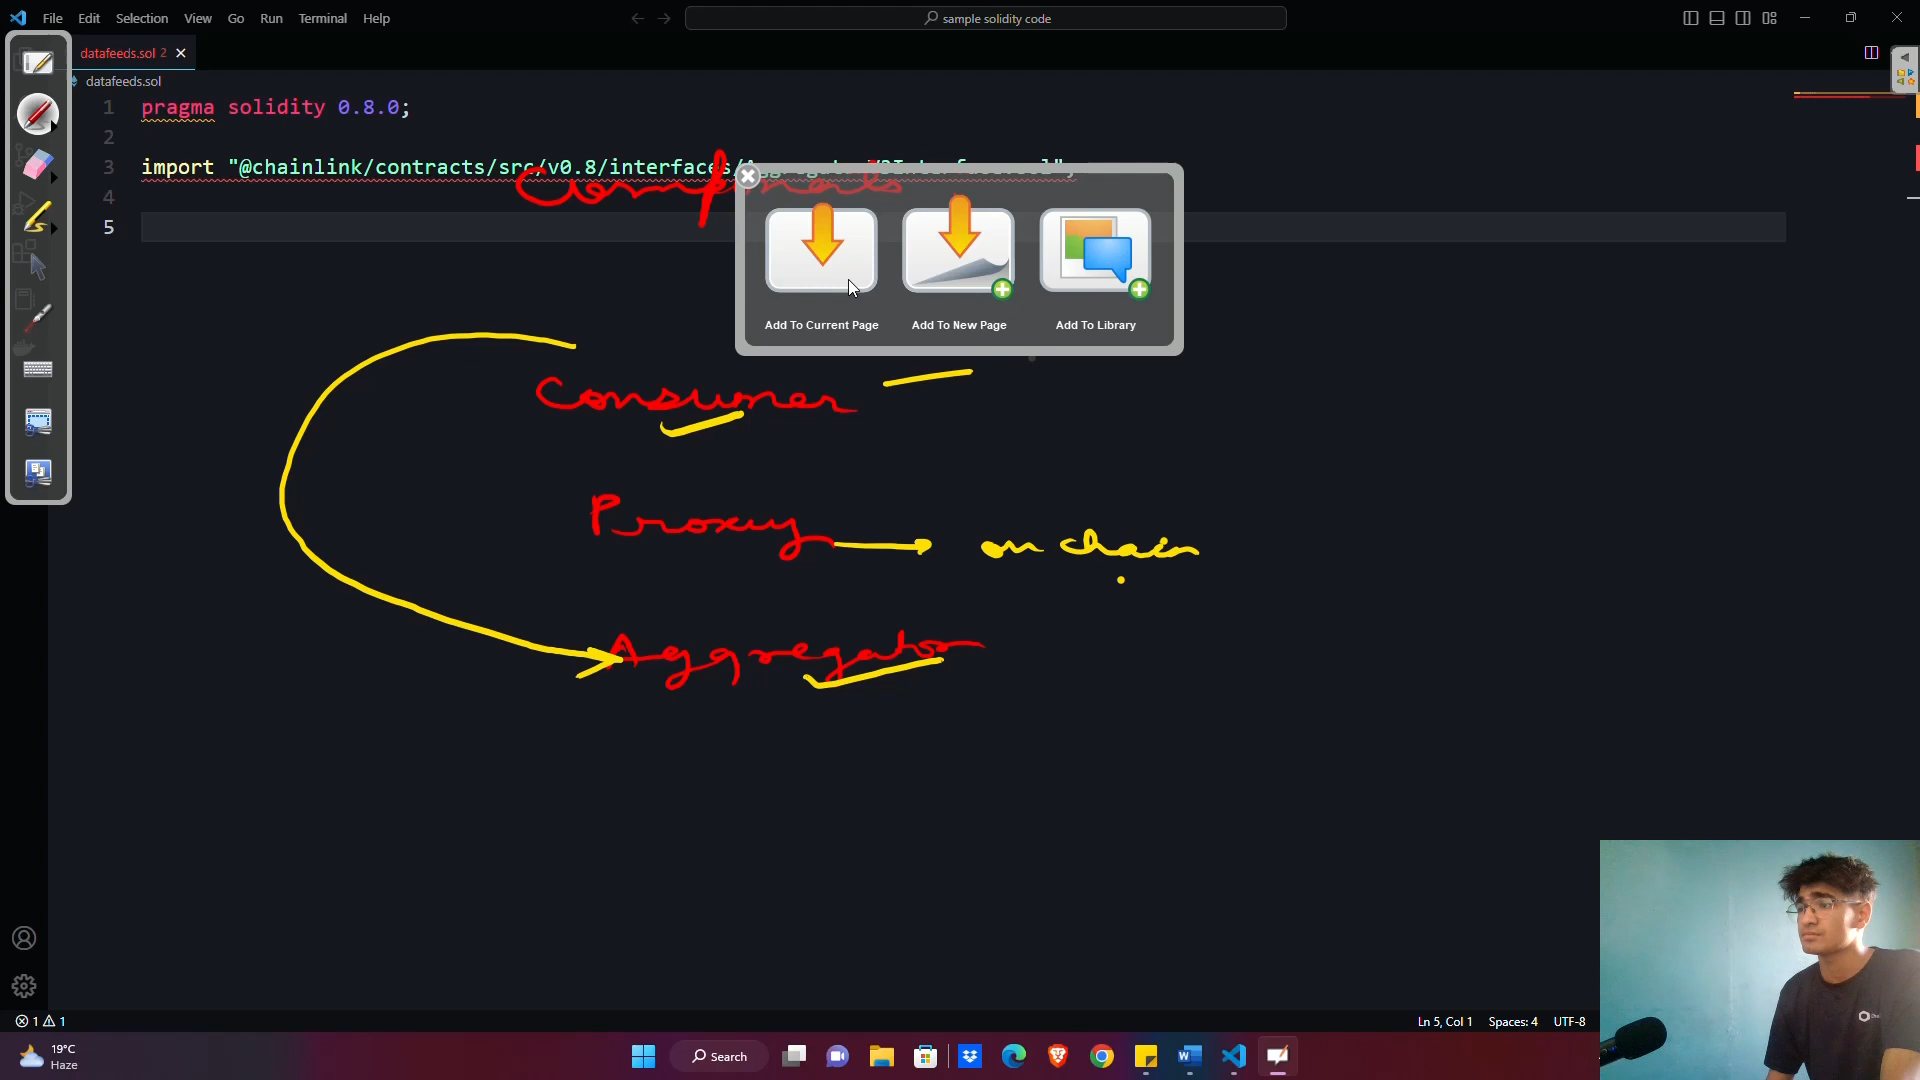 File Edit Selection View Go Run Terminal Help
sample solidity code
datafeeds.sol 2
datafeeds.sol
1 pragma solidity 0.8.0;
2
3 import "@chainlink/contracts/src/v0.8/interfaces/
4
5
Components
Add To Current Page Add To New Page Add To Library
Consumer
Proxy on chain
Aggregator
1 1
Ln 5, Col 1 Spaces: 4 UTF-8
19°C
Haze
Search